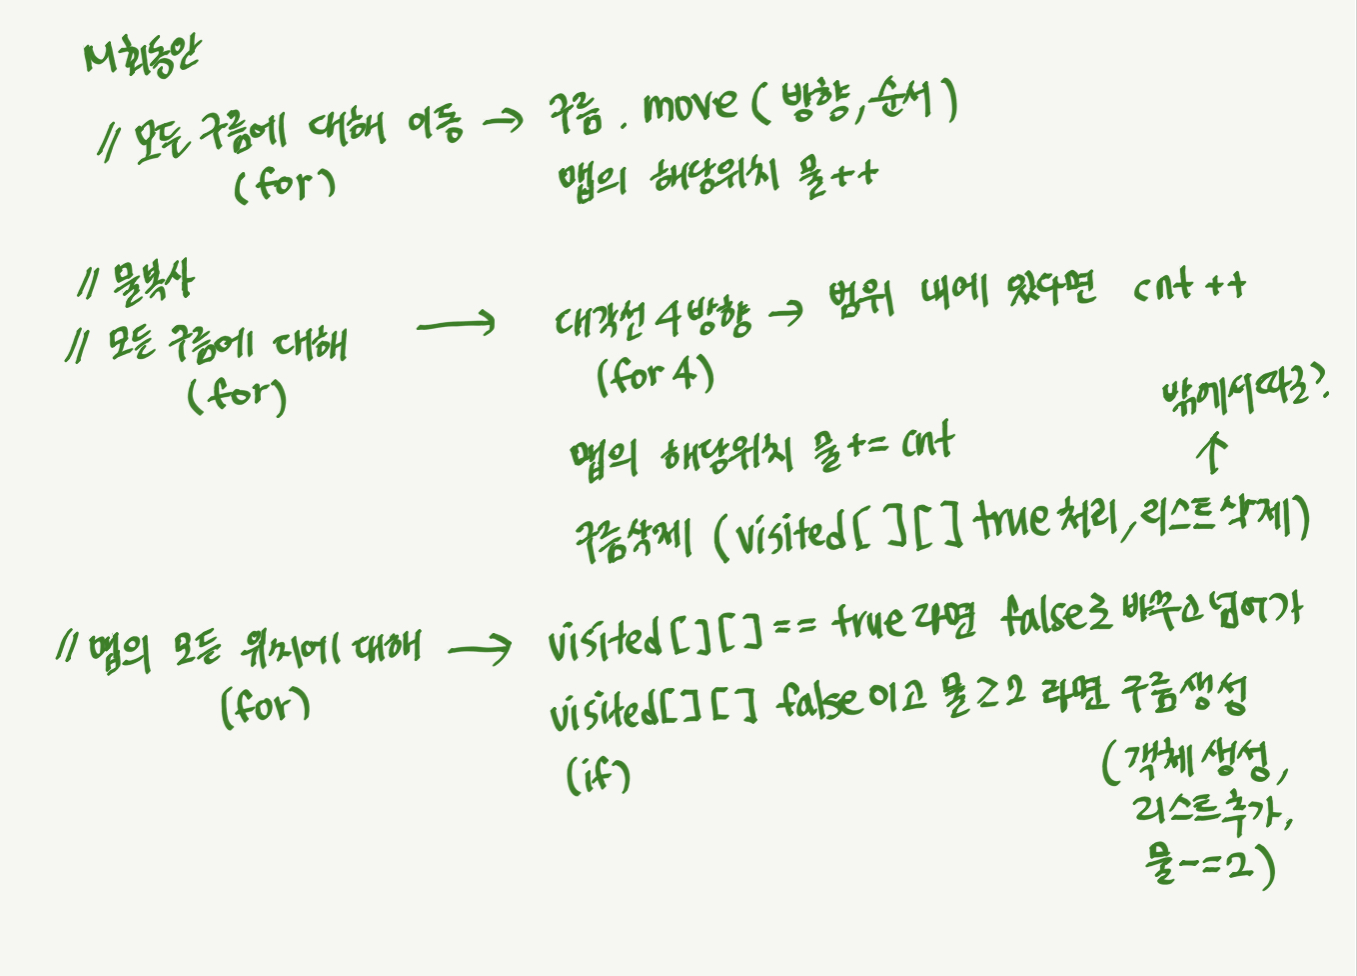 M회동안
// 모든 구름에 대해 이동 → 구름 . move ( 방향, 순서 )
(for)
맵의 해당위치 물++
// 물복사
// 모든 구름에 대해 → 대각선 4방향 → 범위 내에 있다면 cnt ++
(for)
(for 4)
맵의 해당위치 물+= cnt
밖에서따로?
↑
구름삭제 (visited[ ][ ] true 처리, 리스트 삭제)
// 맵의 모든 위치에 대해 → visited[ ][ ] == true 라면 false로 바꾸고 넘어가
(for)
visited[ ][ ] false 이고 물≥2 라면 구름생성
(if)
(객체 생성,
리스트추가,
물-=2)